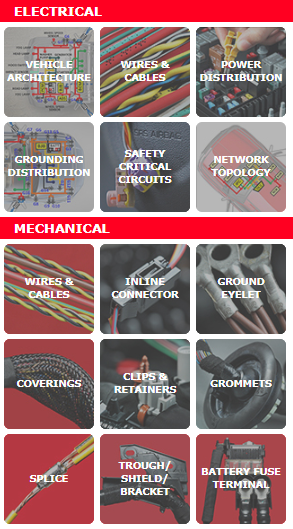 ELECTRICAL
VEHICLE
ARCHITECTURE
WIRES &
CABLES
POWER
DISTRIBUTION
GROUNDING
DISTRIBUTION
SAFETY
CRITICAL
CIRCUITS
NETWORK
TOPOLOGY
MECHANICAL
WIRES &
CABLES
INLINE
CONNECTOR
GROUND
EYELET
COVERINGS
CLIPS &
RETAINERS
GROMMETS
SPLICE
TROUGH/
SHIELD/
BRACKET
BATTERY FUSE
TERMINAL